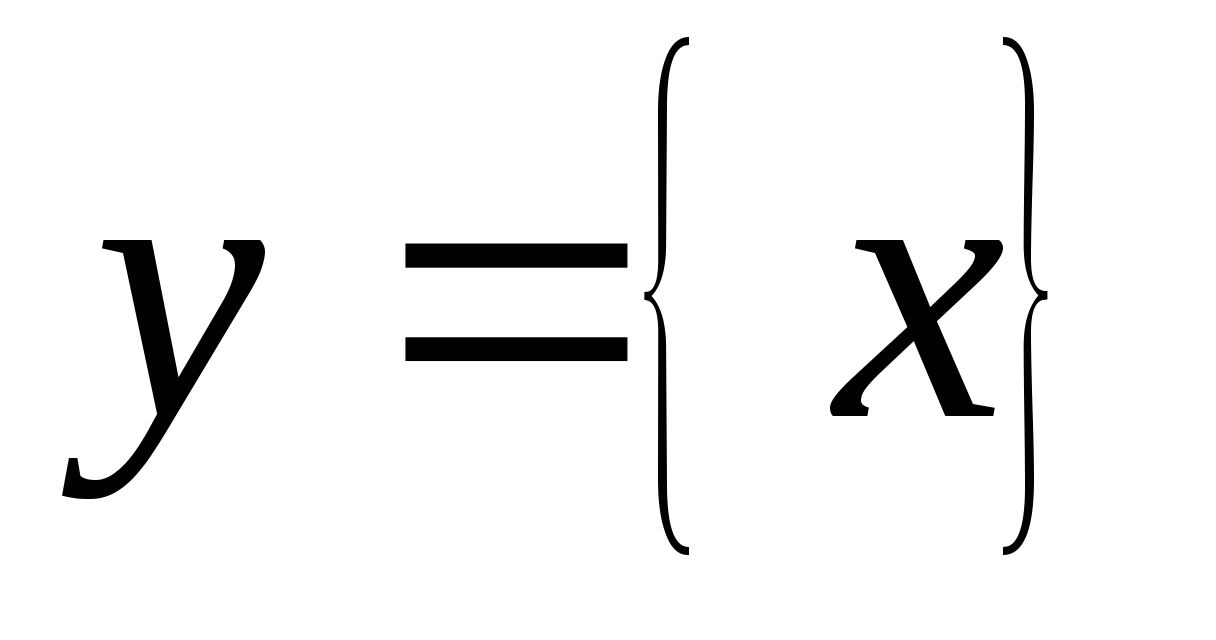 y = { x}